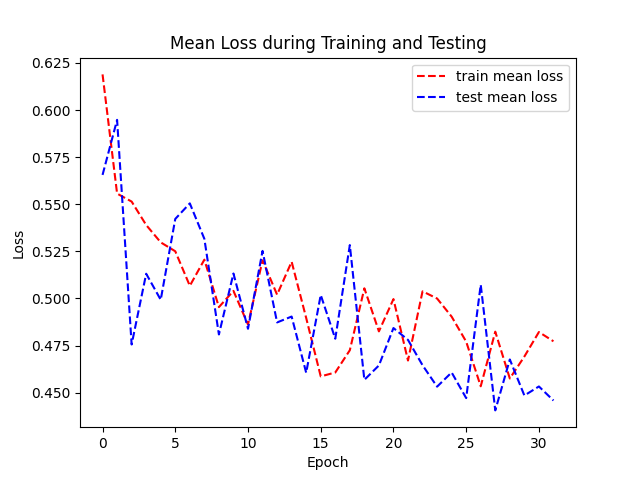 Mean Loss during Training and Testing
train mean loss
test mean loss
Loss
0.625
0.600
0.575
0.550
0.525
0.500
0.475
0.450
0 5 10 15 20 25 30
Epoch